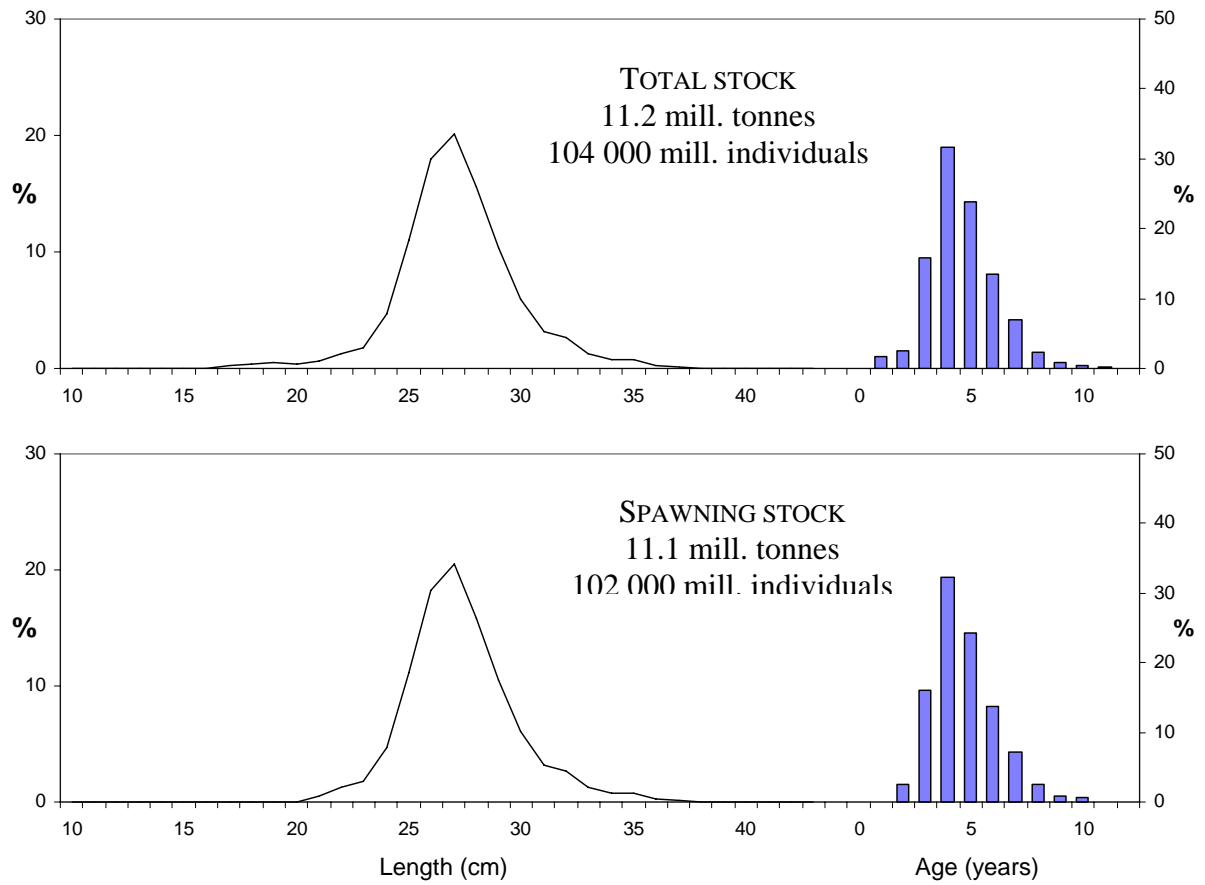 30
20
%
10
0
50
40
30
%
20
10
0
TOTAL STOCK
11.2 mill. tonnes
104 000 mill. individuals
10 15 20 25 30 35 40 0 5 10
30
20
%
10
0
50
40
30
%
20
10
0
SPAWNING STOCK
11.1 mill. tonnes
102 000 mill. individuals
10 15 20 25 30 35 40 0 5 10
Length (cm) Age (years)